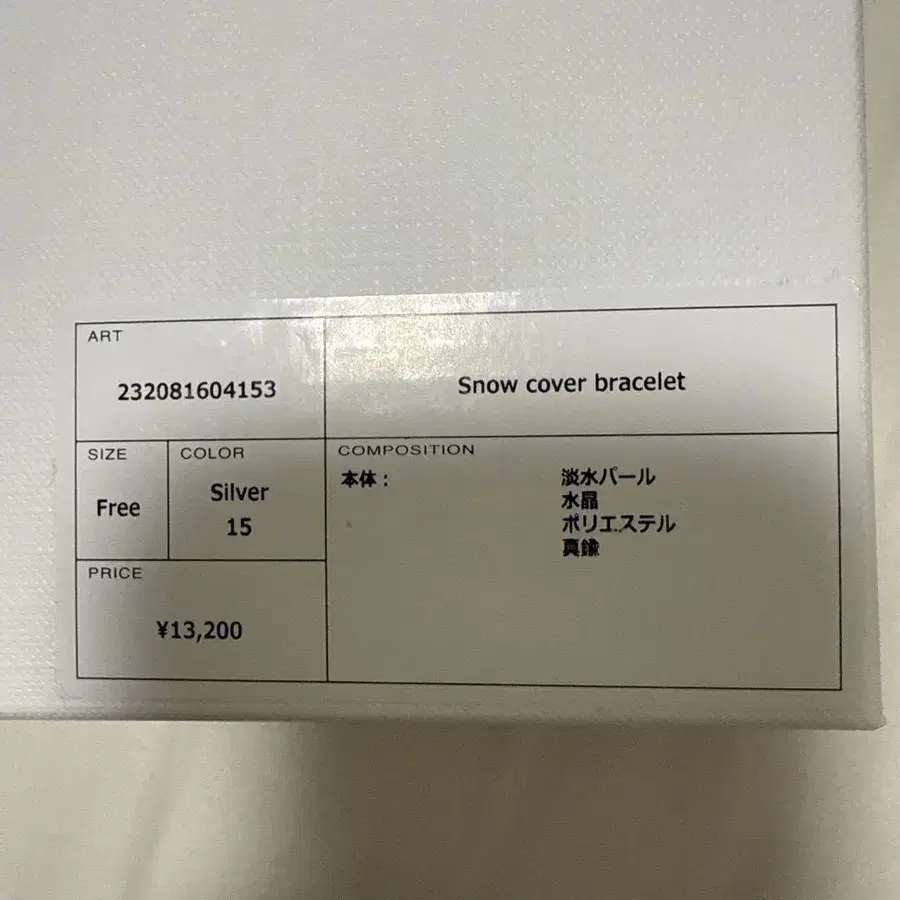 ART
232081604153
Snow cover bracelet
SIZE
Free
COLOR
Silver
15
COMPOSITION
本体：
淡水パール
水晶
ポリエステル
真鍮
PRICE
¥13,200